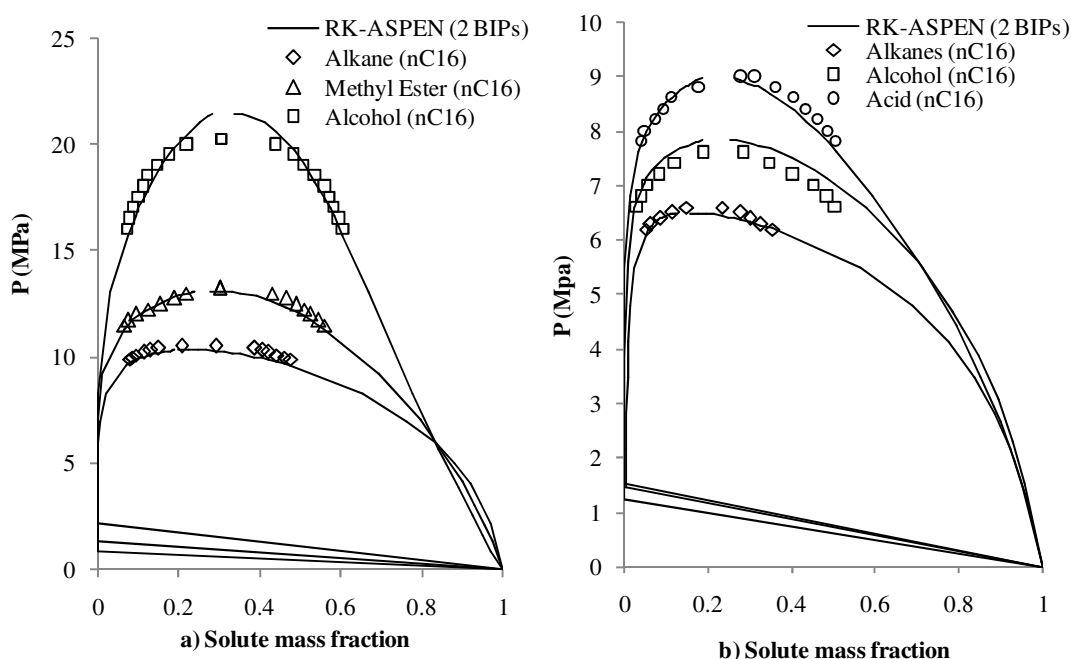 RK-ASPEN (2 BIPs)
Alkane (nC16)
Methyl Ester (nC16)
Alcohol (nC16)
25
20
15
10
5
0
P (MPa)
0
0.2
0.4
0.6
0.8
1
a) Solute mass fraction
RK-ASPEN (2 BIPs)
Alkanes (nC16)
Alcohol (nC16)
Acid (nC16)
10
9
8
7
6
5
4
3
2
1
0
P (Mpa)
0
0.2
0.4
0.6
0.8
1
b) Solute mass fraction